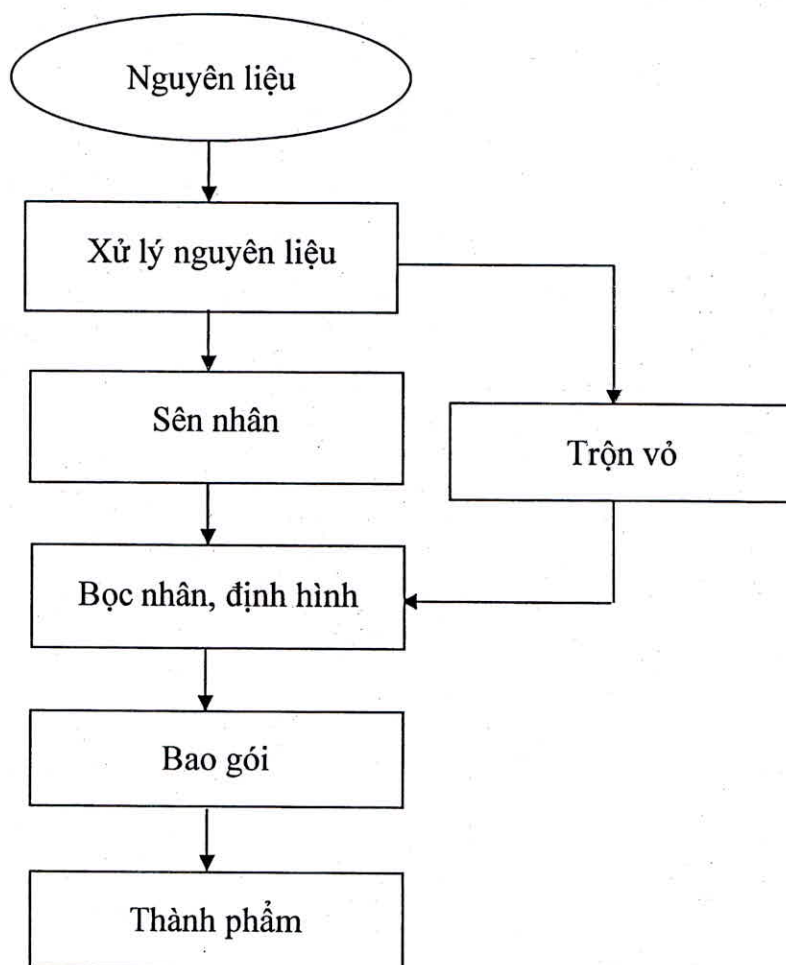 Nguyên liệu
Xử lý nguyên liệu
Sên nhân
Trộn vỏ
Bọc nhân, định hình
Bao gói
Thành phẩm